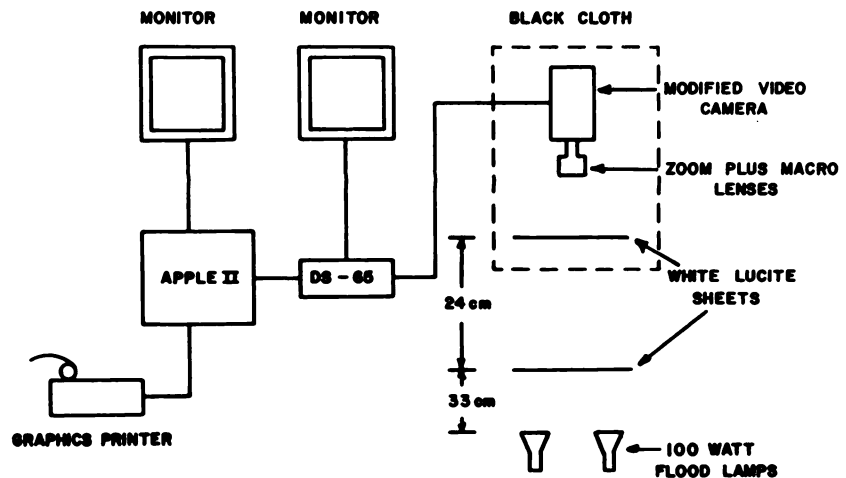 MONITOR
MONITOR
BLACK CLOTH
MODIFIED VIDEO
CAMERA
ZOOM PLUS MACRO
LENSES
APPLE II
DS-65
WHITE LUCITE
SHEETS
24 cm
33 cm
GRAPHICS PRINTER
100 WATT
FLOOD LAMPS